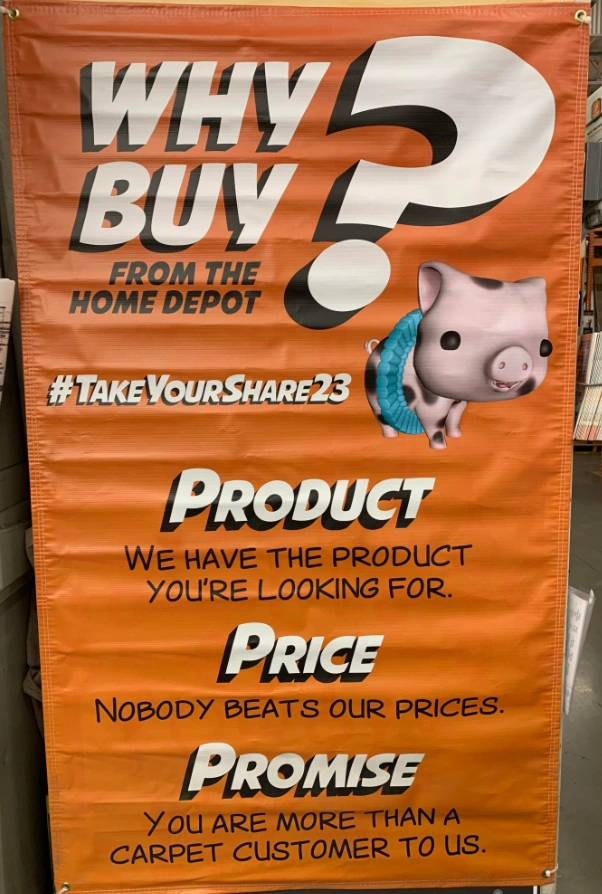 WHY
BUY?
FROM THE
HOME DEPOT
#TAKEYOURSHARE23
PRODUCT
WE HAVE THE PRODUCT
YOU'RE LOOKING FOR.
PRICE
NOBODY BEATS OUR PRICES.
PROMISE
YOU ARE MORE THAN A
CARPET CUSTOMER TO US.